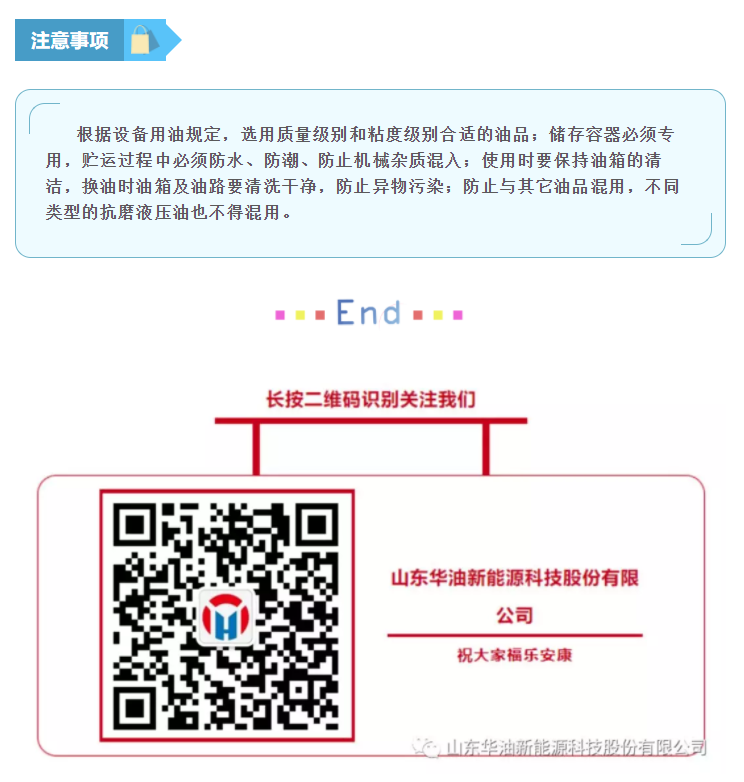 注意事项
根据设备用油规定，选用质量级别和粘度级别合适的油品；储存容器必须专
用，贮运过程中必须防水、防潮、防止机械杂质混入；使用时要保持油箱的清
洁，换油时油箱及油路要清洗干净，防止异物污染；防止与其它油品混用，不同
类型的抗磨液压油也不得混用。
End
长按二维码识别关注我们
山东华油新能源科技股份有限
公司
祝大家福乐安康
山东华油新能源科技股份有限公司